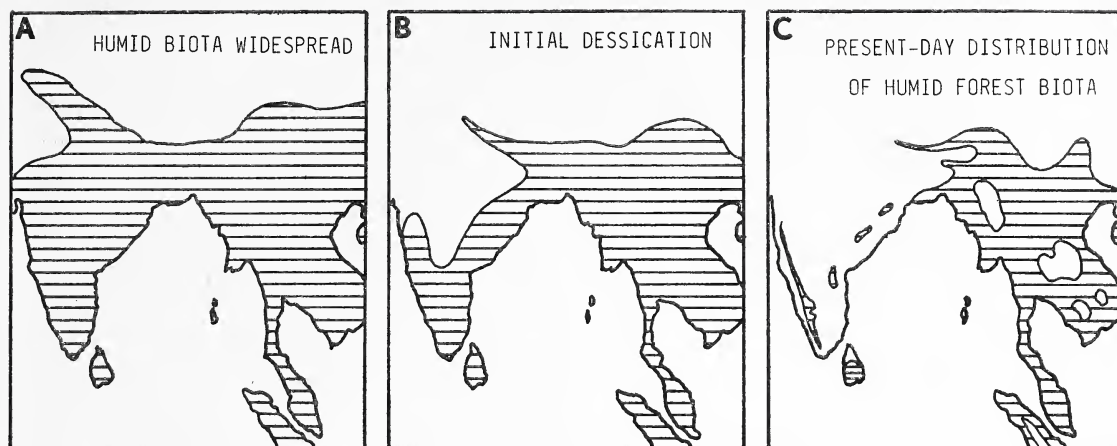 A
HUMID BIOTA WIDESPREAD
B
INITIAL DESSICATION
C
PRESENT-DAY DISTRIBUTION
OF HUMID FOREST BIOTA